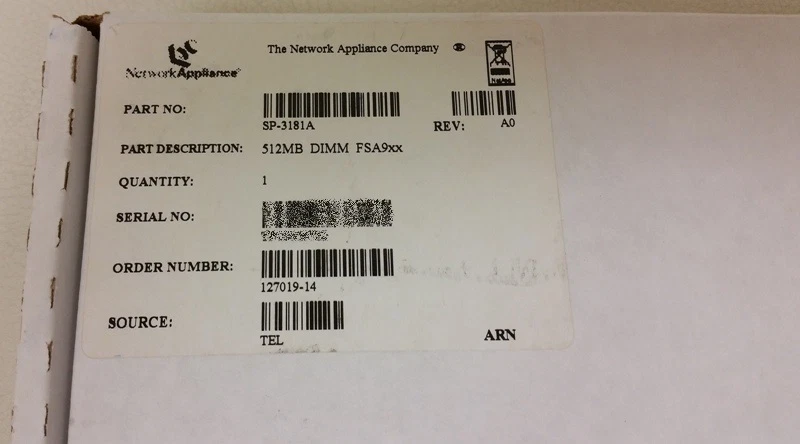 The Network Appliance Company ®
NetworkAppliance®
PART NO:
SP-3181A
REV: A0
PART DESCRIPTION: 512MB DIMM FSA9xx
QUANTITY: 1
SERIAL NO:
ORDER NUMBER:
127019-14
SOURCE:
TEL
ARN